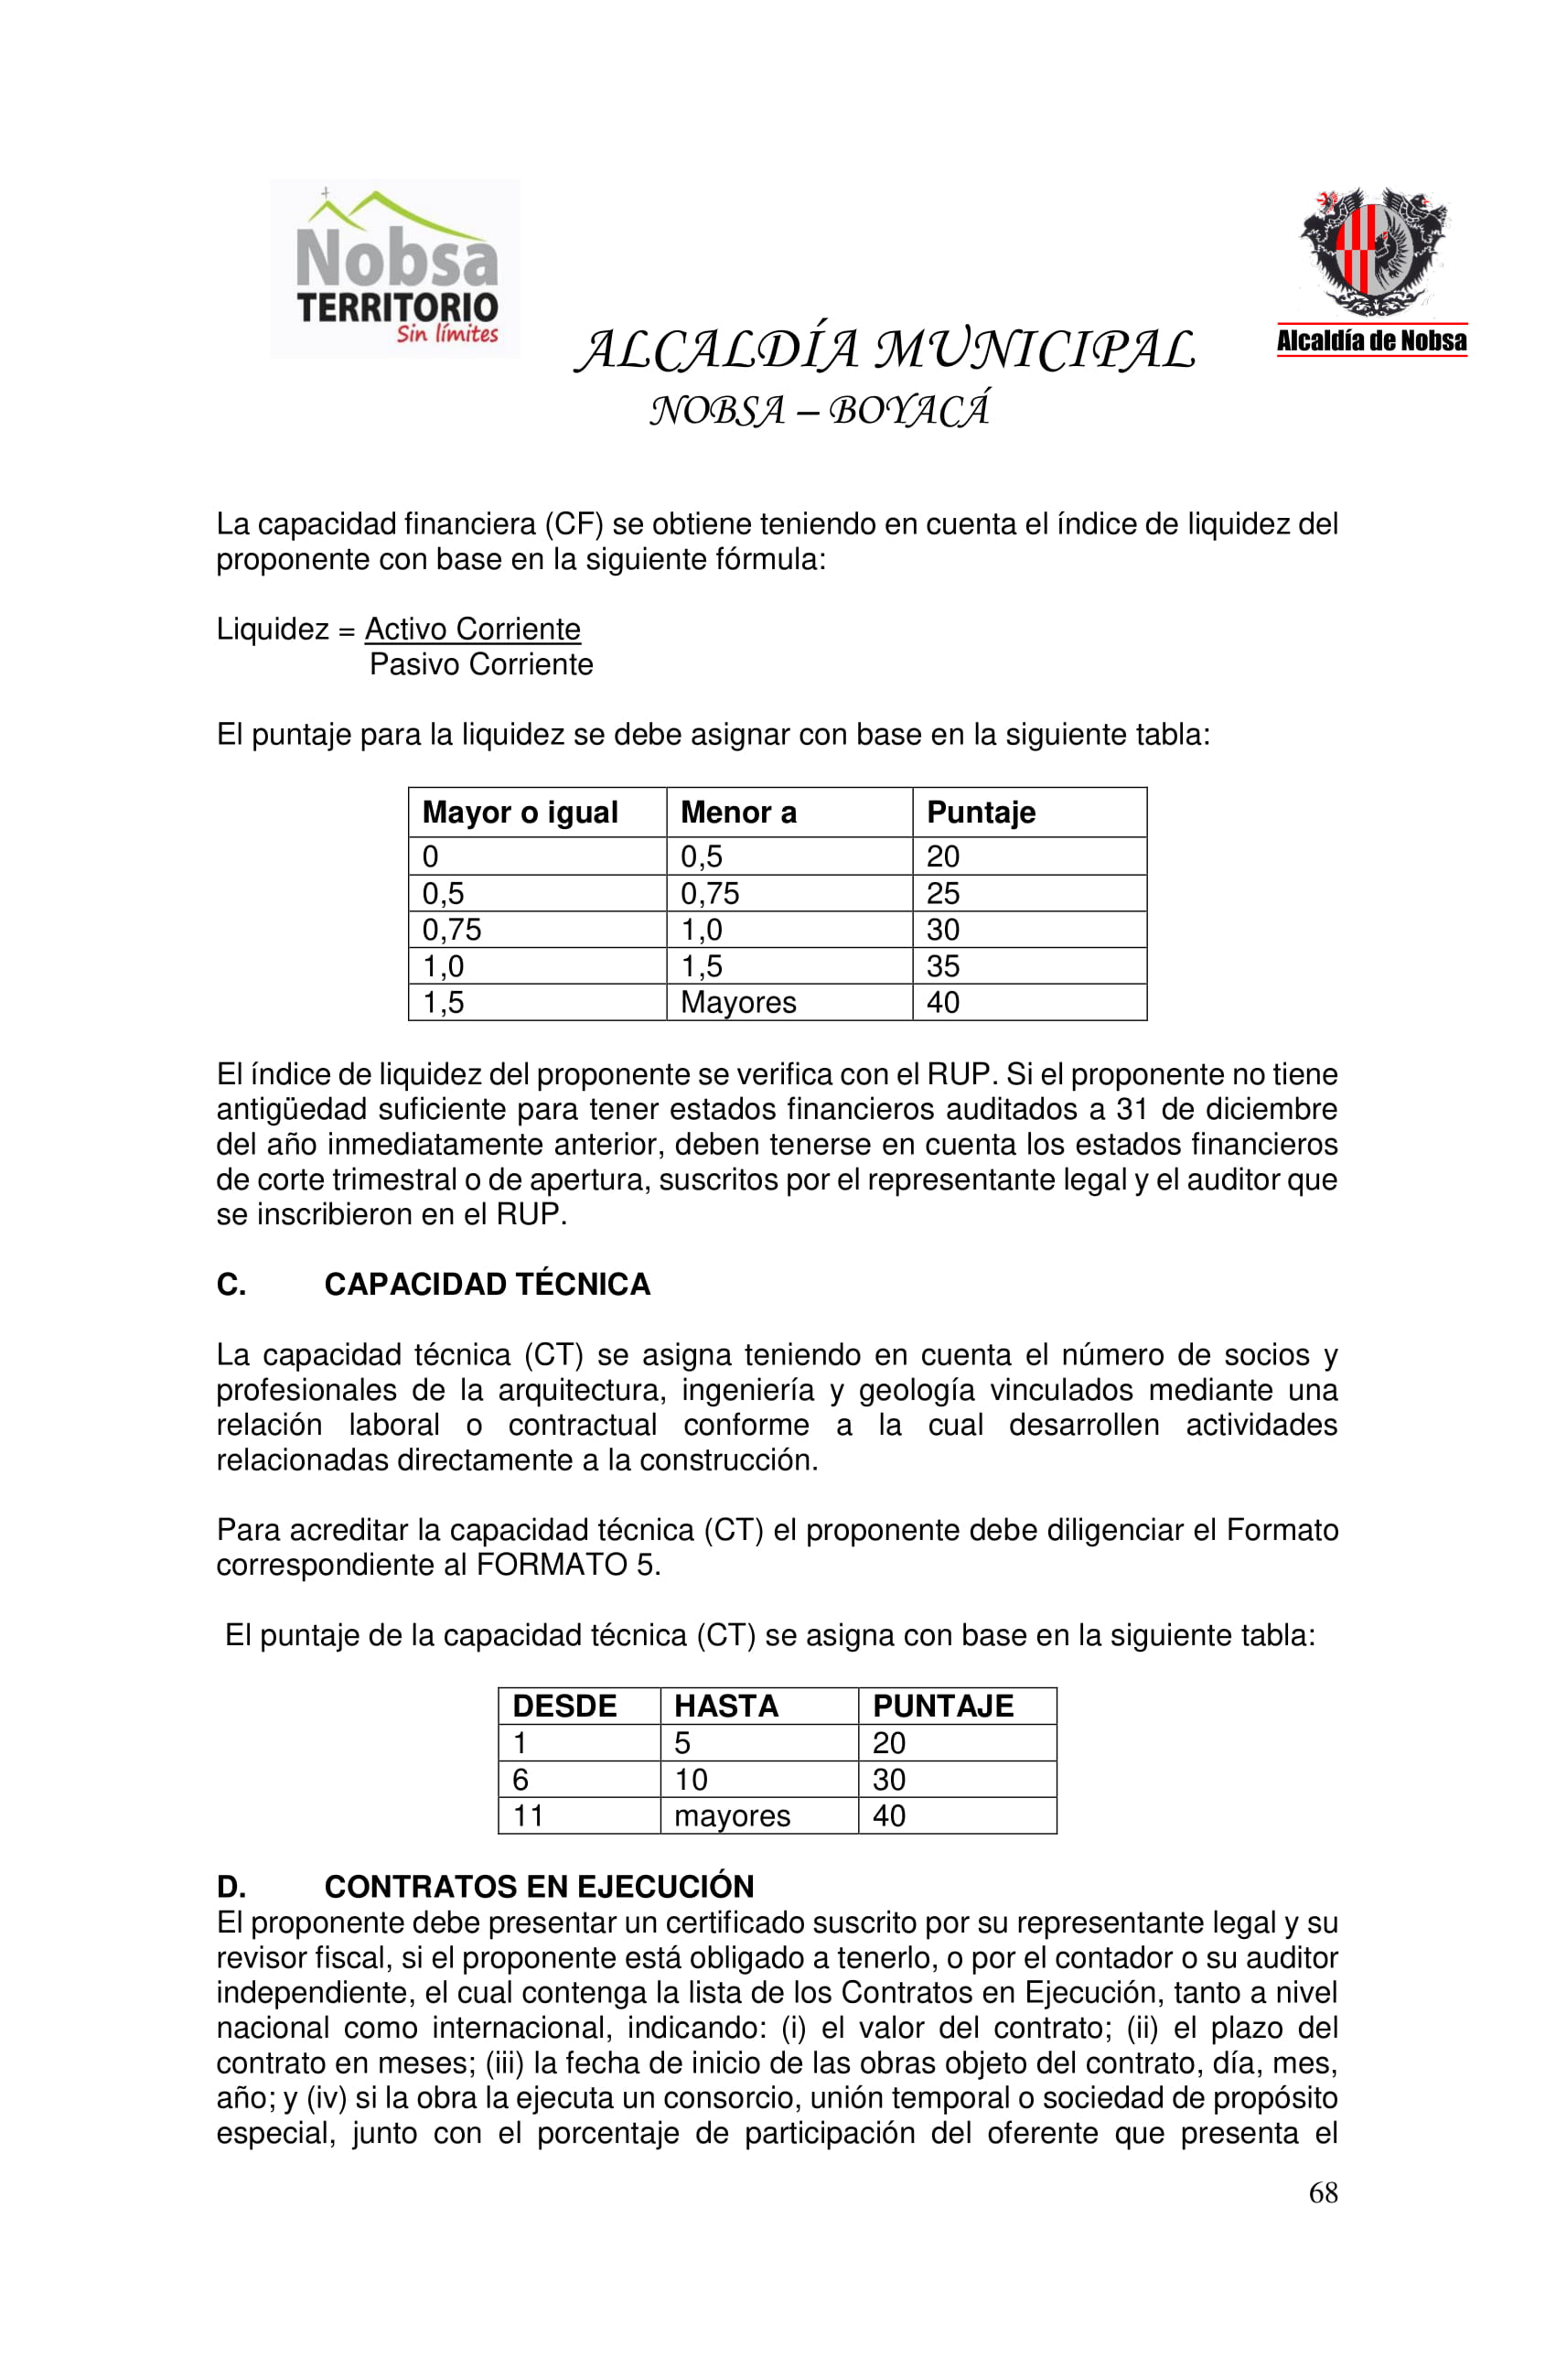 Nobsa
TERRITORIO
Sin límites
Alcaldía de Nobsa
ALCALDÍA MUNICIPAL
NOBSA – BOYACÁ
La capacidad financiera (CF) se obtiene teniendo en cuenta el índice de liquidez del
proponente con base en la siguiente fórmula:
Liquidez = Activo Corriente
Pasivo Corriente
El puntaje para la liquidez se debe asignar con base en la siguiente tabla:
Mayor o igual Menor a Puntaje
0 0,5 20
0,5 0,75 25
0,75 1,0 30
1,0 1,5 35
1,5 Mayores 40
El índice de liquidez del proponente se verifica con el RUP. Si el proponente no tiene
antigüedad suficiente para tener estados financieros auditados a 31 de diciembre
del año inmediatamente anterior, deben tenerse en cuenta los estados financieros
de corte trimestral o de apertura, suscritos por el representante legal y el auditor que
se inscribieron en el RUP.
C. CAPACIDAD TÉCNICA
La capacidad técnica (CT) se asigna teniendo en cuenta el número de socios y
profesionales de la arquitectura, ingeniería y geología vinculados mediante una
relación laboral o contractual conforme a la cual desarrollen actividades
relacionadas directamente a la construcción.
Para acreditar la capacidad técnica (CT) el proponente debe diligenciar el Formato
correspondiente al FORMATO 5.
El puntaje de la capacidad técnica (CT) se asigna con base en la siguiente tabla:
DESDE HASTA PUNTAJE
1 5 20
6 10 30
11 mayores 40
D. CONTRATOS EN EJECUCIÓN
El proponente debe presentar un certificado suscrito por su representante legal y su
revisor fiscal, si el proponente está obligado a tenerlo, o por el contador o su auditor
independiente, el cual contenga la lista de los Contratos en Ejecución, tanto a nivel
nacional como internacional, indicando: (i) el valor del contrato; (ii) el plazo del
contrato en meses; (iii) la fecha de inicio de las obras objeto del contrato, día, mes,
año; y (iv) si la obra la ejecuta un consorcio, unión temporal o sociedad de propósito
especial, junto con el porcentaje de participación del oferente que presenta el
68